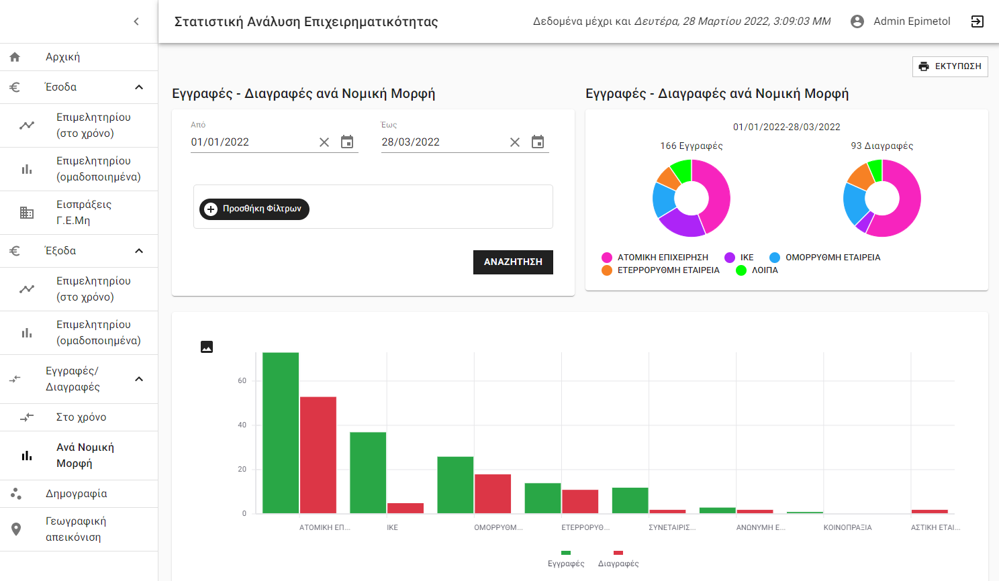 Στατιστική Ανάλυση Επιχειρηματικότητας
Δεδομένα μέχρι και Δευτέρα, 28 Μαρτίου 2022, 3:09:03 ΜΜ
Admin Epimetol
Αρχική
Έσοδα
Επιμελητηρίου
(στο χρόνο)
Επιμελητηρίου
(ομαδοποιημένα)
Εισπράξεις
Γ.Ε.Μη
Έξοδα
Επιμελητηρίου
(στο χρόνο)
Επιμελητηρίου
(ομαδοποιημένα)
Εγγραφές/
Διαγραφές
Στο χρόνο
Ανά Νομική
Μορφή
Δημογραφία
Γεωγραφική
απεικόνιση
ΕΚΤΥΠΩΣΗ
Εγγραφές - Διαγραφές ανά Νομική Μορφή
Από
01/01/2022
Έως
28/03/2022
Προσθήκη Φίλτρων
ΑΝΑΖΗΤΗΣΗ
Εγγραφές - Διαγραφές ανά Νομική Μορφή
01/01/2022-28/03/2022
166 Εγγραφές
93 Διαγραφές
ΑΤΟΜΙΚΗ ΕΠΙΧΕΙΡΗΣΗ
ΙΚΕ
ΟΜΟΡΡΥΘΜΗ ΕΤΑΙΡΕΙΑ
ΕΤΕΡΡΟΡΥΘΜΗ ΕΤΑΙΡΕΙΑ
ΛΟΙΠΑ
60
40
20
0
ΑΤΟΜΙΚΗ ΕΠ...
ΙΚΕ
ΟΜΟΡΡΥΘΜ...
ΕΤΕΡΡΟΡΥΘ...
ΣΥΝΕΤΑΙΡΙΣ...
ΑΝΩΝΥΜΗ Ε...
ΚΟΙΝΟΠΡΑΞΙΑ
ΑΣΤΙΚΗ ΕΤΑΙ...
Εγγραφές
Διαγραφές